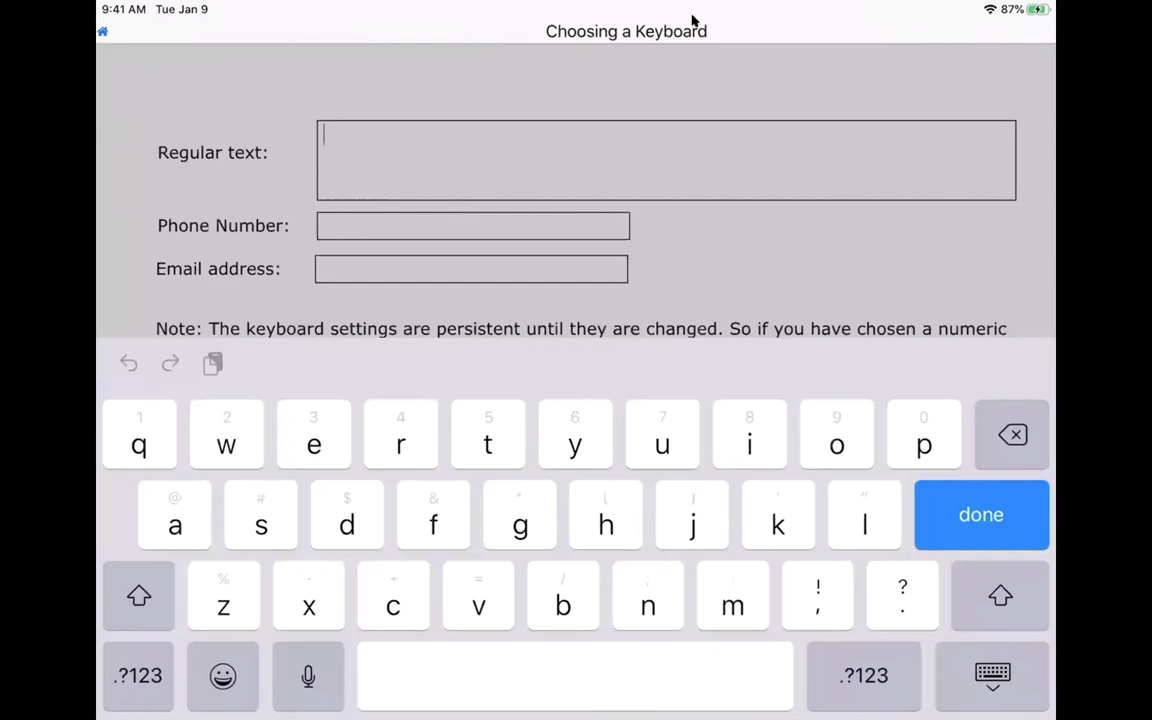 9:41 AM Tue Jan 9
87%
Choosing a Keyboard
Regular text:
Phone Number:
Email address:
Note: The keyboard settings are persistent until they are changed. So if you have chosen a numeric
1 2 3 4 5 6 7 8 9 0
q w e r t y u i o p
@ # $ & * ( ) ' "
a s d f g h j k l done
% - + = / ; : ! ?
z x c v b n m , .
.?123 .?123